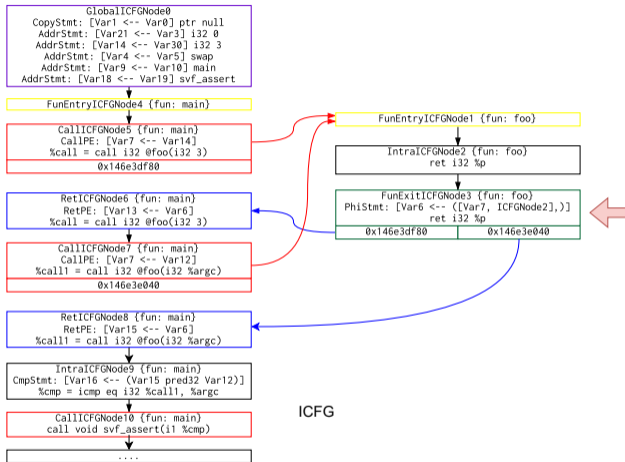 GlobalICFGNode0
CopyStmt: [Var1 <-- Var0] ptr null
AddrStmt: [Var21 <-- Var3] i32 0
AddrStmt: [Var14 <-- Var30] i32 3
AddrStmt: [Var4 <-- Var5] swap
AddrStmt: [Var9 <-- Var10] main
AddrStmt: [Var18 <-- Var19] svf_assert
FunEntryICFGNode4 {fun: main}
CallICFGNode5 {fun: main}
CallPE: [Var7 <-- Var14]
%call = call i32 @foo(i32 3)
0x146e3df80
RetICFGNode6 {fun: main}
RetPE: [Var13 <-- Var6]
%call = call i32 @foo(i32 3)
CallICFGNode7 {fun: main}
CallPE: [Var7 <-- Var12]
%call1 = call i32 @foo(i32 %argc)
0x146e3e040
RetICFGNode8 {fun: main}
RetPE: [Var15 <-- Var6]
%call1 = call i32 @foo(i32 %argc)
IntraICFGNode9 {fun: main}
CmpStmt: [Var16 <-- (Var15 pred32 Var12)]
%cmp = icmp eq i32 %call1, %argc
CallICFGNode10 {fun: main}
call void svf_assert(i1 %cmp)
....
FunEntryICFGNode1 {fun: foo}
IntraICFGNode2 {fun: foo}
ret i32 %p
FunExitICFGNode3 {fun: foo}
PhiStmt: [Var6 <-- ([Var7, ICFGNode2],)]
ret i32 %p
0x146e3df80 0x146e3e040
ICFG